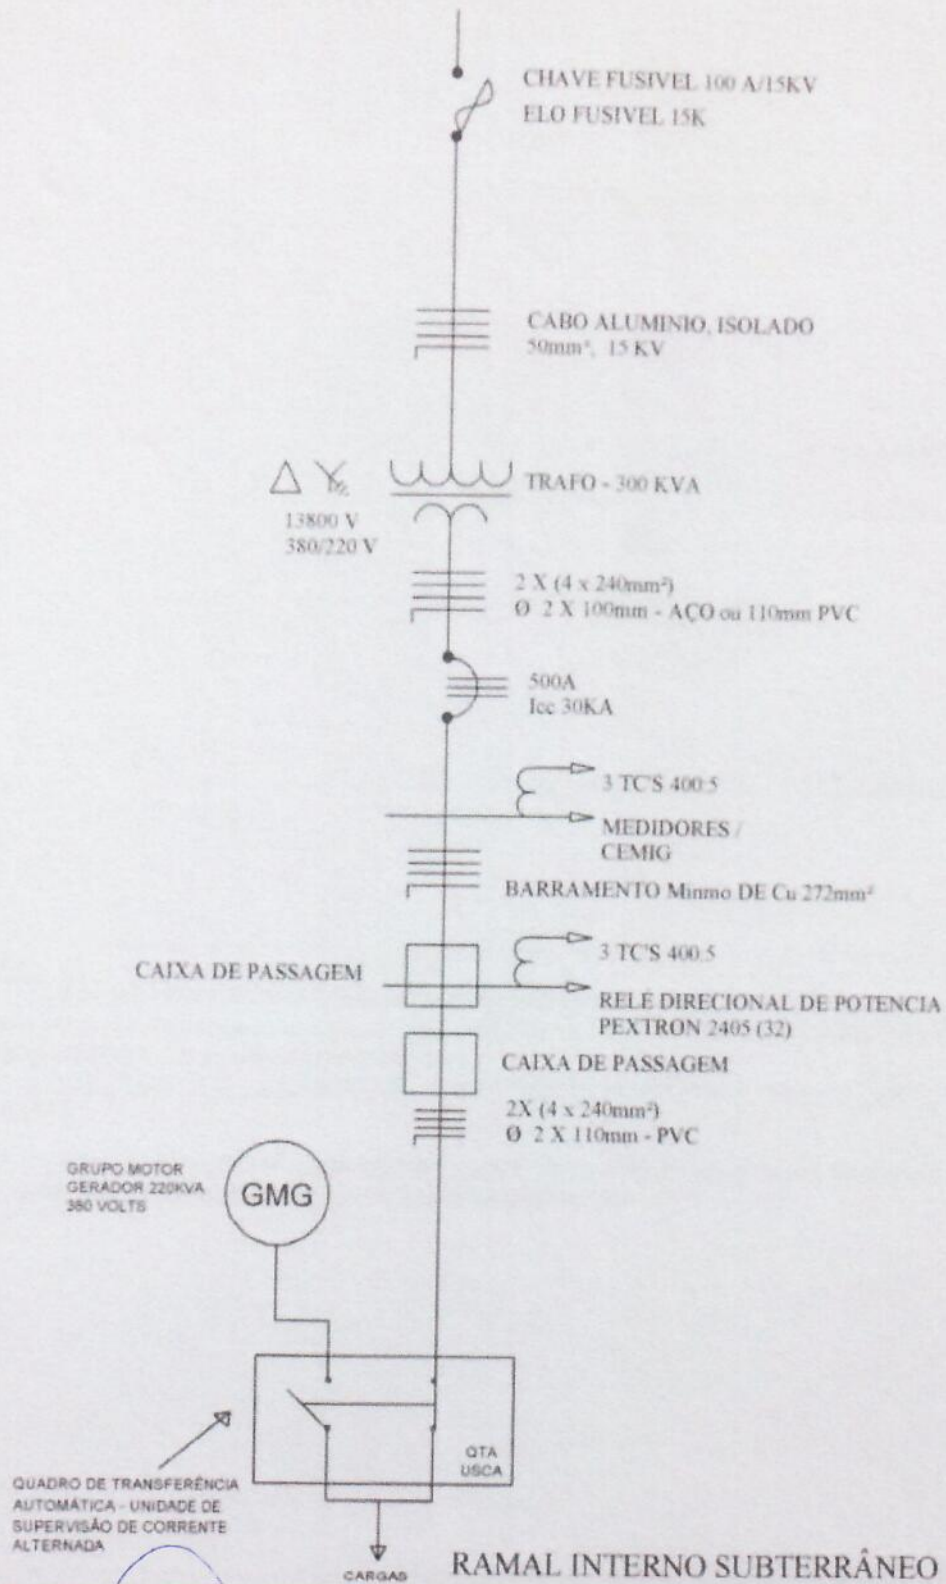 CHAVE FUSIVEL 100 A/15KV
ELO FUSIVEL 15K
CABO ALUMINIO, ISOLADO
50mm², 15 KV
TRAFO - 300 KVA
13800 V
380/220 V
2 X (4 x 240mm²)
Ø 2 X 100mm - AÇO ou 110mm PVC
500A
Icc 30KA
3 TC'S 400:5
MEDIDORES /
CEMIG
BARRAMENTO Minmo DE Cu 272mm²
CAIXA DE PASSAGEM
3 TC'S 400:5
RELE DIRECIONAL DE POTENCIA
PEXTRON 2405 (32)
CAIXA DE PASSAGEM
2X (4 x 240mm²)
Ø 2 X 110mm - PVC
GRUPO MOTOR
GERADOR 220KVA
380 VOLTS
GMG
QTA
USCA
QUADRO DE TRANSFERÊNCIA
AUTOMÁTICA - UNIDADE DE
SUPERVISÃO DE CORRENTE
ALTERNADA
CARGAS
RAMAL INTERNO SUBTERRÂNEO